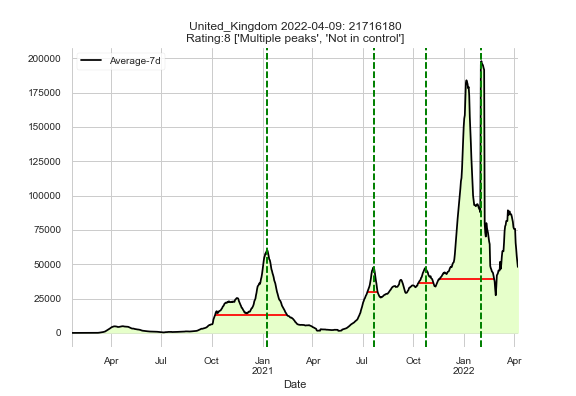 United_Kingdom 2022-04-09: 21716180
Rating:8 ['Multiple peaks', 'Not in control']
Average-7d
200000
175000
150000
125000
100000
75000
50000
25000
0
Apr
Jul
Oct
Jan
2021
Apr
Jul
Oct
Jan
2022
Apr
Date